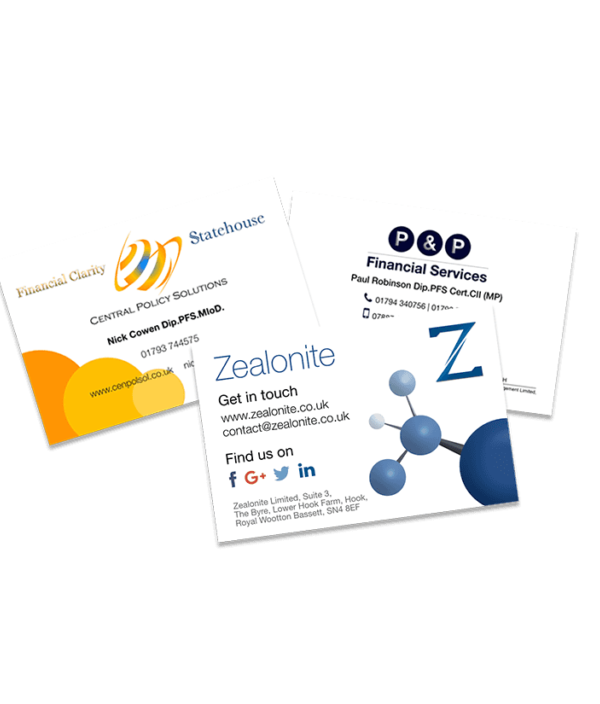 Financial Clarity
Statehouse
CENTRAL POLICY SOLUTIONS
Nick Cowen Dip.PFS.MIoD.
01793 744575
www.cenpolsol.co.uk
P & P
Financial Services
Paul Robinson Dip.PFS Cert.CII (MP)
01794 340756 |
Limited.
Zealonite
Z
Get in touch
www.zealonite.co.uk
contact@zealonite.co.uk
Find us on
f G+ in
Zealonite Limited, Suite 3,
The Byre, Lower Hook Farm, Hook,
Royal Wootton Bassett, SN4 8EF